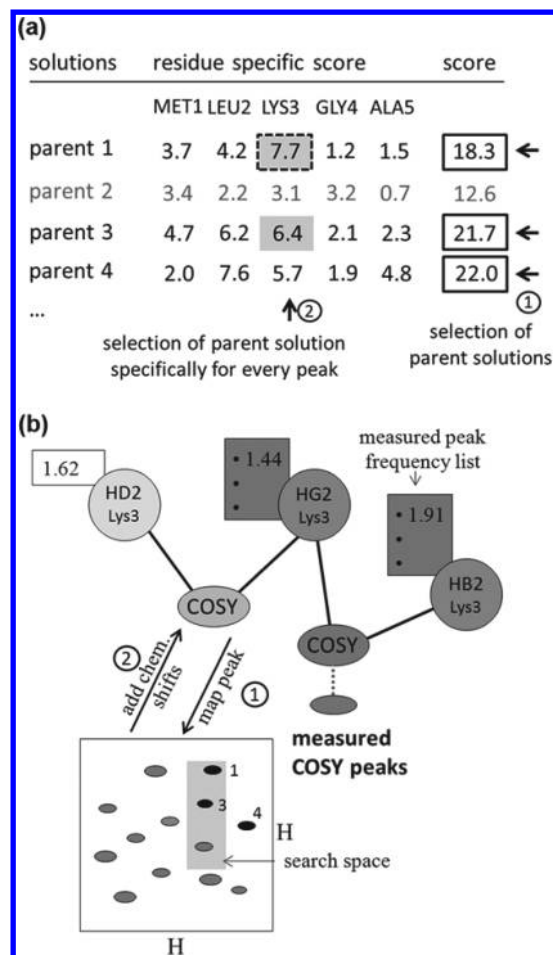 (a)
solutions residue specific score score
MET1 LEU2 LYS3 GLY4 ALA5
parent 1 3.7 4.2 7.7 1.2 1.5 18.3
parent 2 3.4 2.2 3.1 3.2 0.7 12.6
parent 3 4.7 6.2 6.4 2.1 2.3 21.7
parent 4 2.0 7.6 5.7 1.9 4.8 22.0
... ② ①
selection of parent solution
specifically for every peak
selection of
parent solutions
(b)
measured peak
frequency list
1.62
HD2
Lys3
• 1.44
•
•
HG2
Lys3
• 1.91
•
•
HB2
Lys3
COSY
COSY
② add chem.
shifts
map peak ①
measured
COSY peaks
1
3
4
H
search space
H